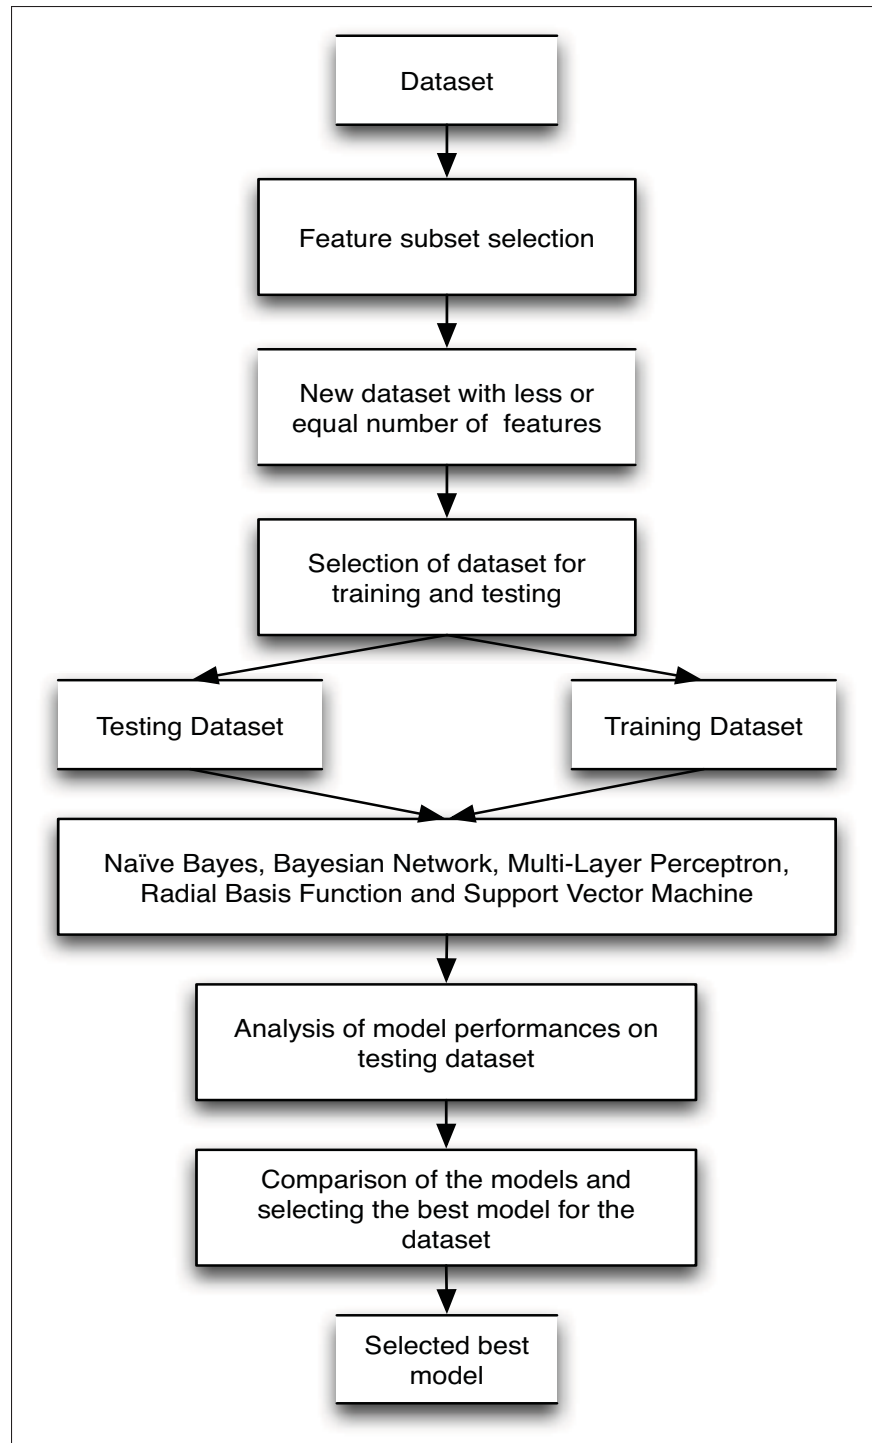 Dataset
Feature subset selection
New dataset with less or
equal number of features
Selection of dataset for
training and testing
Testing Dataset
Training Dataset
Naïve Bayes, Bayesian Network, Multi-Layer Perceptron,
Radial Basis Function and Support Vector Machine
Analysis of model performances on
testing dataset
Comparison of the models and
selecting the best model for the
dataset
Selected best
model